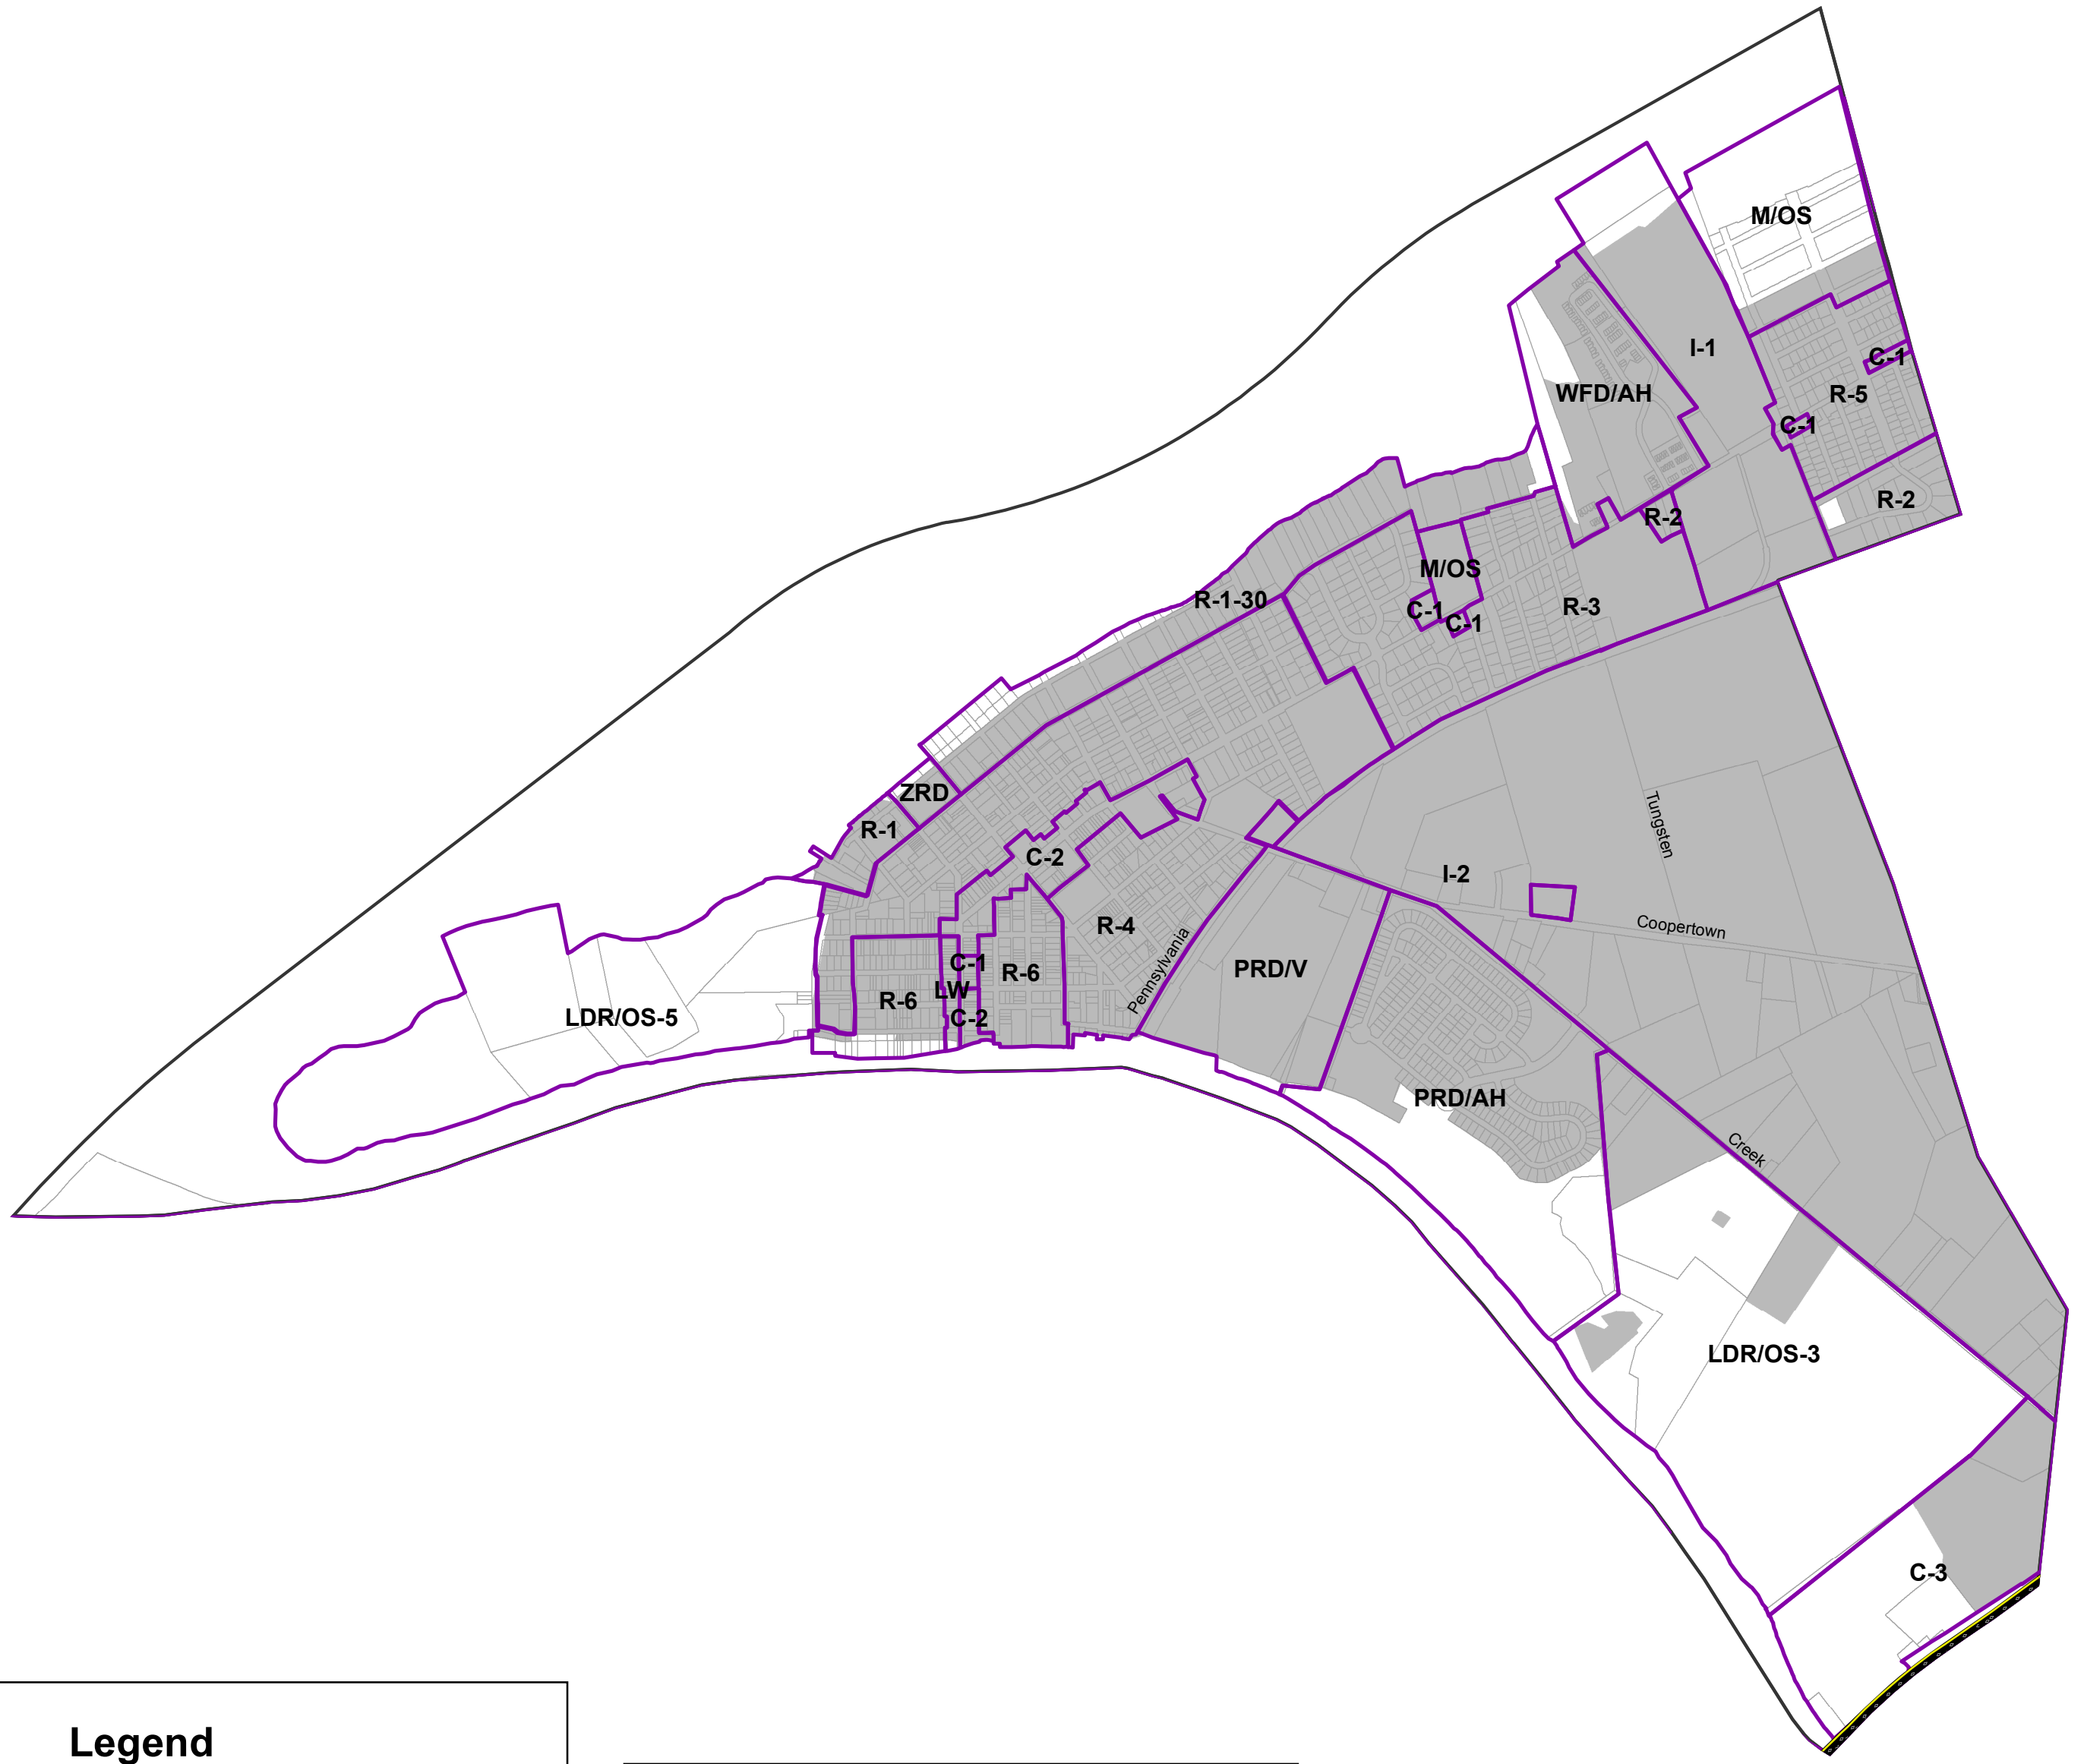 M/OS
I-1
C-1
WFD/AH
R-5
C-1
R-2
R-2
M/OS
R-1-30
R-3
C-1
C-1
ZRD
Tungsten
R-1
C-2
I-2
R-4
Coopertown
C-1
R-6
PRD/V
Pennsylvania
LW
R-6
LDR/OS-5
C-2
PRD/AH
Creek
LDR/OS-3
C-3
Legend